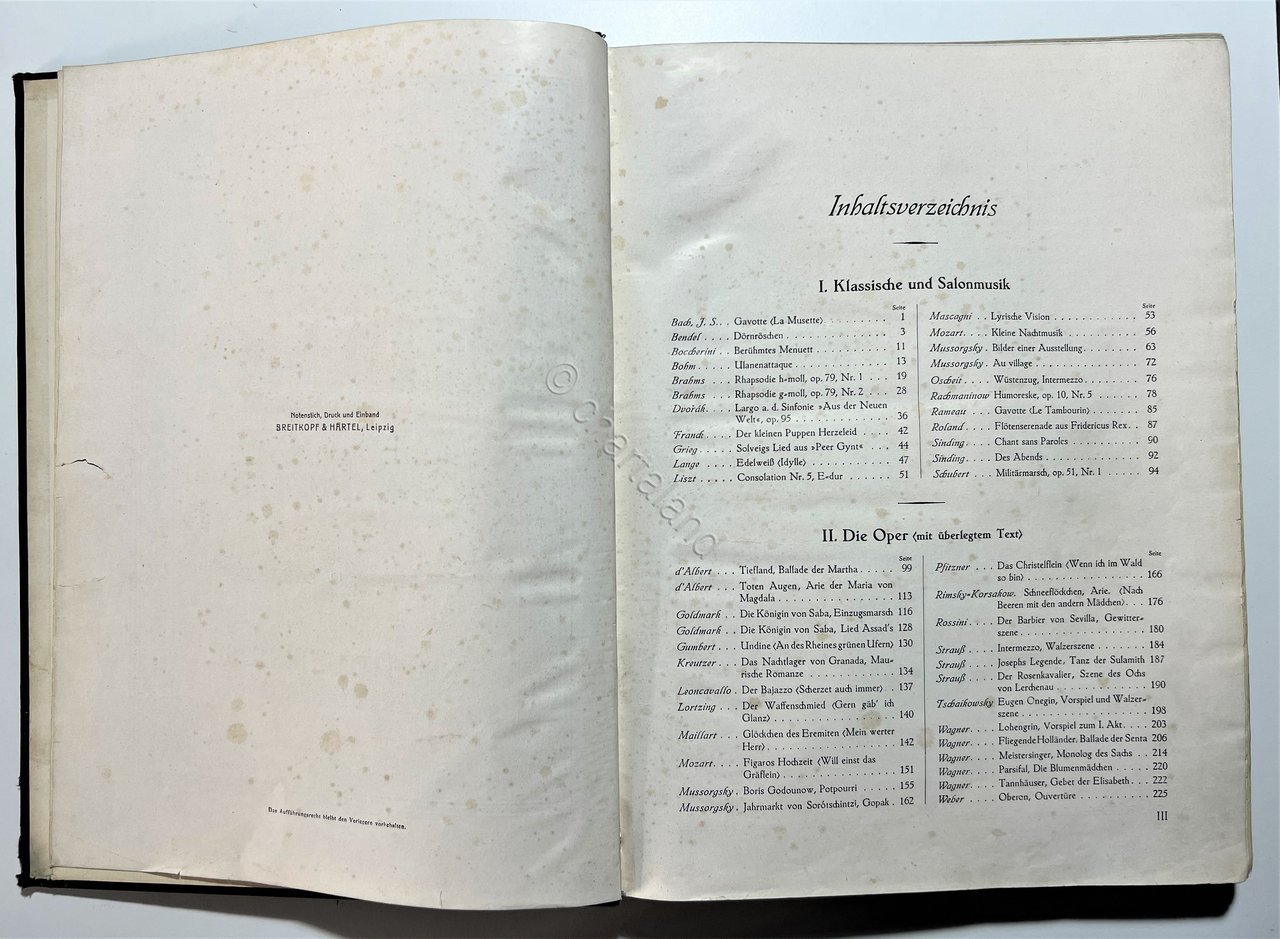 Notenstich, Druck und Einband
BREITKOPF & HÄRTEL, Leipzig
Das Aufführungsrecht bleibt den Verlegern vorbehalten.
Inhaltsverzeichnis
I. Klassische und Salonmusik
Seite
Bach, J. S. . . Gavotte (La Musette) . . . . . . . . . 1
Bendel . . . . Dörnröschen . . . . . . . . . . . . . 3
Boccherini . . Berühmtes Menuett . . . . . . . . . . 11
Bohm . . . . . Ulanenattaque . . . . . . . . . . . . 13
Brahms . . . Rhapsodie h-moll, op. 79, Nr. 1 . . . 19
Brahms . . . Rhapsodie g-moll, op. 79, Nr. 2 . . . . 28
Dvořák . . . . Largo a. d. Sinfonie »Aus der Neuen
Welt«, op. 95 . . . . . . . . . . . . . 36
Franck . . . . Der kleinen Puppen Herzeleid . . . . 42
Grieg . . . . . Solveigs Lied aus »Peer Gynt« . . . 44
Lange . . . . Edelweiß (Idylle) . . . . . . . . . . . 47
Liszt . . . . . Consolation Nr. 5, E-dur . . . . . . 51
Seite
Mascagni . . Lyrische Vision . . . . . . . . . . . . 53
Mozart . . . . Kleine Nachtmusik . . . . . . . . . . 56
Mussorgsky . Bilder einer Ausstellung . . . . . . . . 63
Mussorgsky . Au village . . . . . . . . . . . . . . 72
Oscheit . . . . Wüstenzug, Intermezzo . . . . . . . . 76
Rachmaninow Humoreske, op. 10, Nr. 5 . . . . . . 78
Rameau . . . Gavotte (Le Tambourin) . . . . . . . 85
Roland . . . . Flötenserenade aus Fridericus Rex . . 87
Sinding . . . . Chant sans Paroles . . . . . . . . . . 90
Sinding . . . . Des Abends . . . . . . . . . . . . . 92
Schubert . . . Militärmarsch, op. 51, Nr. 1 . . . . . . 94
II. Die Oper (mit überlegtem Text)
Seite
d'Albert . . . Tiefland, Ballade der Martha . . . . . 99
d'Albert . . . Toten Augen, Arie der Maria von
Magdala . . . . . . . . . . . . . . . . 113
Goldmark . . Die Königin von Saba, Einzugsmarsch 116
Goldmark . . Die Königin von Saba, Lied Assad's 128
Gumbert . . . Undine (An des Rheines grünen Ufern) 130
Kreutzer . . . Das Nachtlager von Granada, Mau-
rische Romanze . . . . . . . . . . . . 134
Leoncavallo . Der Bajazzo (Scherzet auch immer) . . 137
Lortzing . . . Der Waffenschmied (Gern gäb' ich
Glanz) . . . . . . . . . . . . . . . . . 140
Maillart . . . Glöckchen des Eremiten (Mein werter
Herr) . . . . . . . . . . . . . . . . . . 142
Mozart . . . . Figaros Hochzeit (Will einst das
Gräflein) . . . . . . . . . . . . . . . . 151
Mussorgsky . Boris Godounow, Potpourri . . . . . 155
Mussorgsky . Jahrmarkt von Sorótschintzi, Gopak . 162
Seite
Pfitzner . . . Das Christelflein (Wenn ich im Wald
so bin) . . . . . . . . . . . . . . . . . 166
Rimsky-Korsakow. Schneeflöckchen, Arie. (Nach
Beeren mit den andern Mädchen) . . . 176
Rossini . . . . Der Barbier von Sevilla, Gewitter-
szene . . . . . . . . . . . . . . . . . . 180
Strauß . . . . Intermezzo, Walzerszene . . . . . . . 184
Strauß . . . . Josephs Legende, Tanz der Sulamith 187
Strauß . . . . Der Rosenkavalier, Szene des Ochs
von Lerchenau . . . . . . . . . . . . . 190
Tschaikowsky Eugen Onegin, Vorspiel und Walzer-
szene . . . . . . . . . . . . . . . . . . 198
Wagner . . . . Lohengrin, Vorspiel zum I. Akt . . . . 203
Wagner . . . . Fliegende Holländer. Ballade der Senta 206
Wagner . . . . Meistersinger, Monolog des Sachs . . . 214
Wagner . . . . Parsifal, Die Blumenmädchen . . . . . 220
Wagner . . . . Tannhäuser, Gebet der Elisabeth . . . 222
Weber . . . . Oberon, Ouvertüre . . . . . . . . . . 225
III
© chartaland